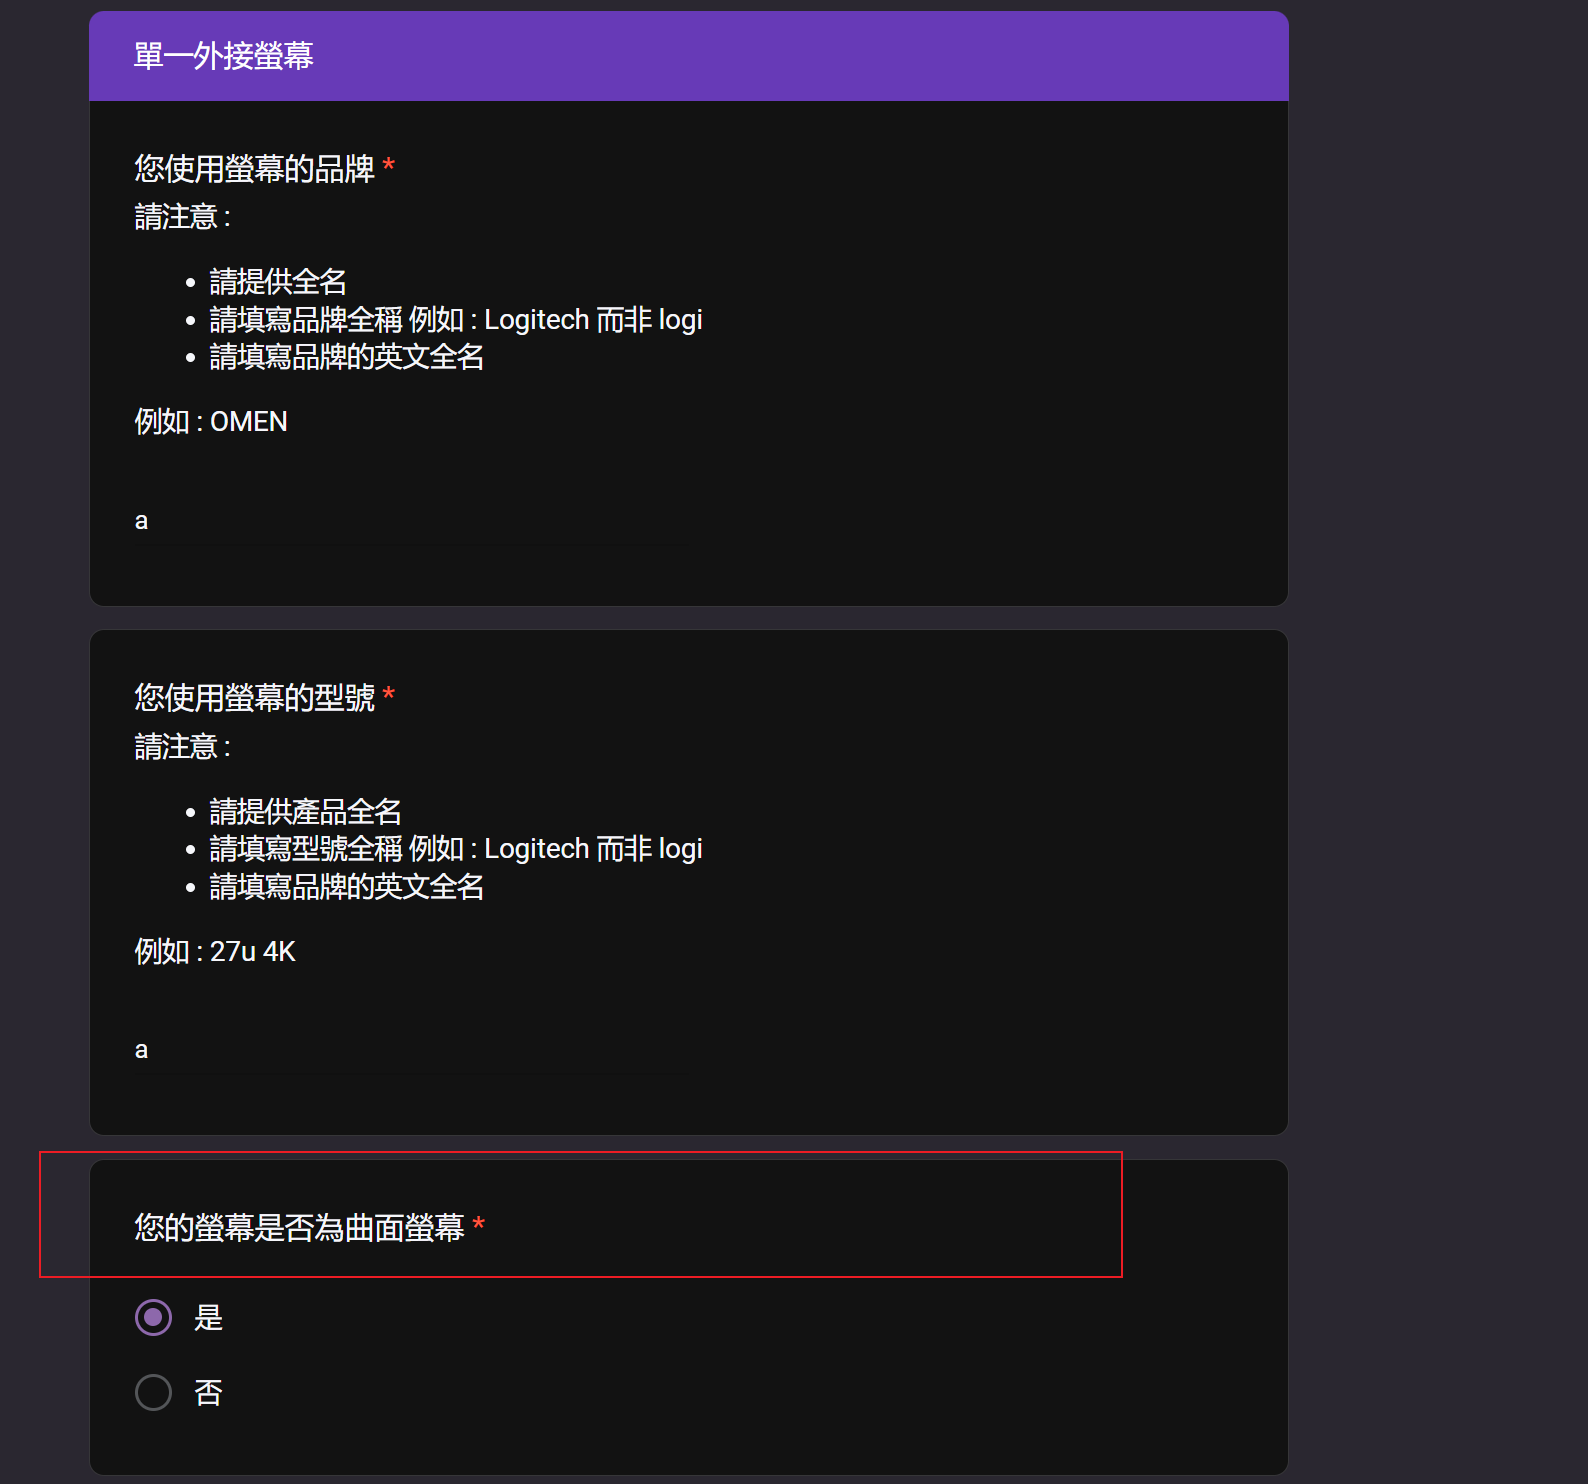 單一外接螢幕
您使用螢幕的品牌 *
請注意 :
• 請提供全名
• 請填寫品牌全稱 例如 : Logitech 而非 logi
• 請填寫品牌的英文全名
例如 : OMEN
a
您使用螢幕的型號 *
請注意 :
• 請提供產品全名
• 請填寫型號全稱 例如 : Logitech 而非 logi
• 請填寫品牌的英文全名
例如 : 27u 4K
a
您的螢幕是否為曲面螢幕 *
是
否